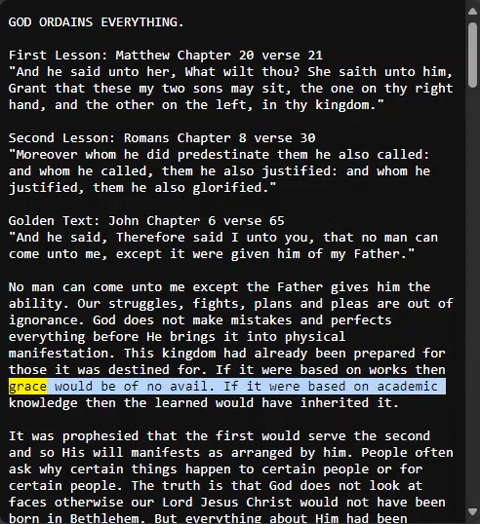 GOD ORDAINS EVERYTHING.
First Lesson: Matthew Chapter 20 verse 21
"And he said unto her, What wilt thou? She saith unto him,
Grant that these my two sons may sit, the one on thy right
hand, and the other on the left, in thy kingdom."
Second Lesson: Romans Chapter 8 verse 30
"Moreover whom he did predestinate them he also called:
and whom he called, them he also justified: and whom he
justified, them he also glorified."
Golden Text: John Chapter 6 verse 65
"And he said, Therefore said I unto you, that no man can
come unto me, except it were given him of my Father."
No man can come unto me except the Father gives him the
ability. Our struggles, fights, plans and pleas are out of
ignorance. God does not make mistakes and perfects
everything before He brings it into physical
manifestation. This kingdom had already been prepared for
those it was destined for. If it were based on works then
grace would be of no avail. If it were based on academic
knowledge then the learned would have inherited it.
It was prophesied that the first would serve the second
and so His will manifests as arranged by him. People often
ask why certain things happen to certain people or for
certain people. The truth is that God does not look at
faces otherwise our Lord Jesus Christ would not have been
born in Bethlehem. But everything about Him had been